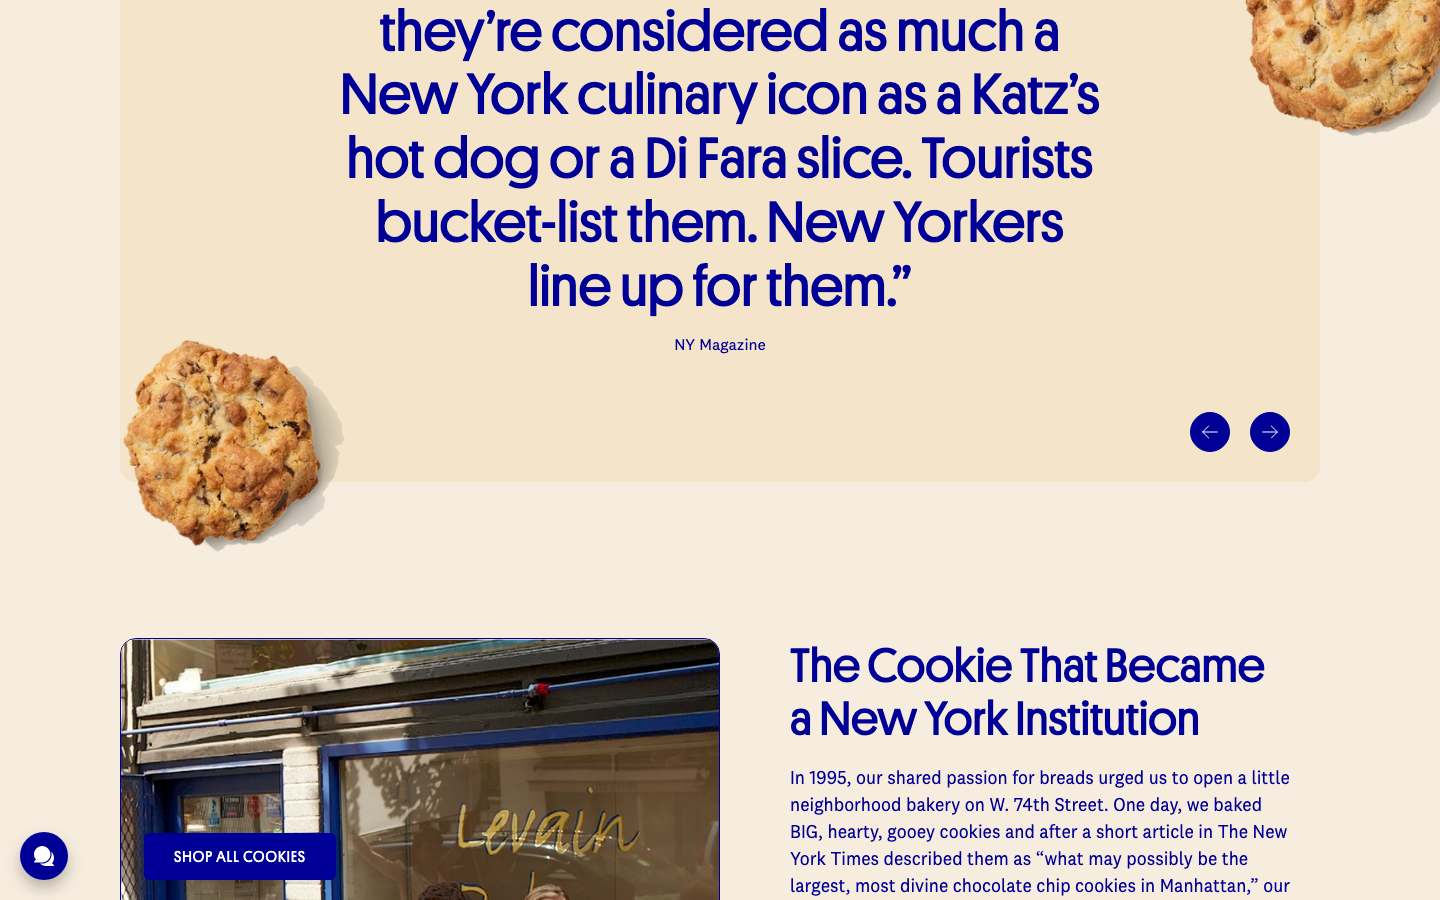 they’re considered as much a
New York culinary icon as a Katz’s
hot dog or a Di Fara slice. Tourists
bucket-list them. New Yorkers
line up for them.”
NY Magazine
The Cookie That Became
a New York Institution
In 1995, our shared passion for breads urged us to open a little
neighborhood bakery on W. 74th Street. One day, we baked
BIG, hearty, gooey cookies and after a short article in The New
York Times described them as “what may possibly be the
largest, most divine chocolate chip cookies in Manhattan,” our
Levain
SHOP ALL COOKIES